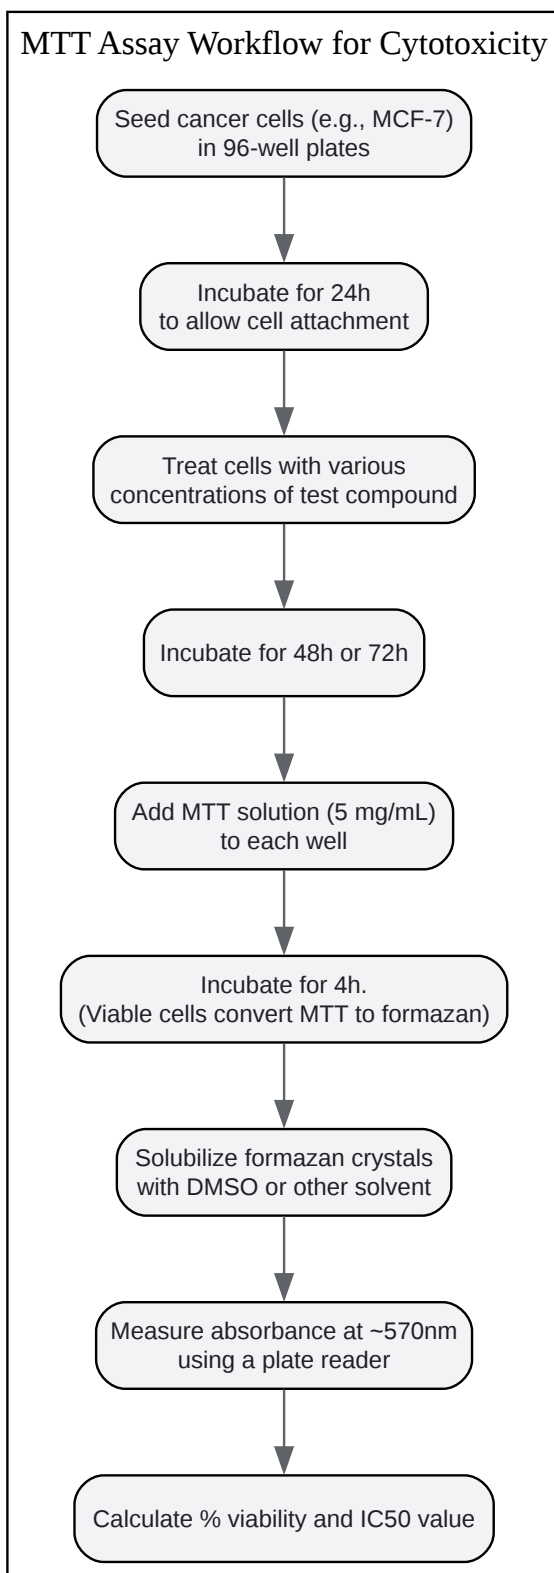 MTT Assay Workflow for Cytotoxicity
Seed cancer cells (e.g., MCF-7)
in 96-well plates
Incubate for 24h
to allow cell attachment
Treat cells with various
concentrations of test compound
Incubate for 48h or 72h
Add MTT solution (5 mg/mL)
to each well
Incubate for 4h.
(Viable cells convert MTT to formazan)
Solubilize formazan crystals
with DMSO or other solvent
Measure absorbance at ~570nm
using a plate reader
Calculate % viability and IC50 value